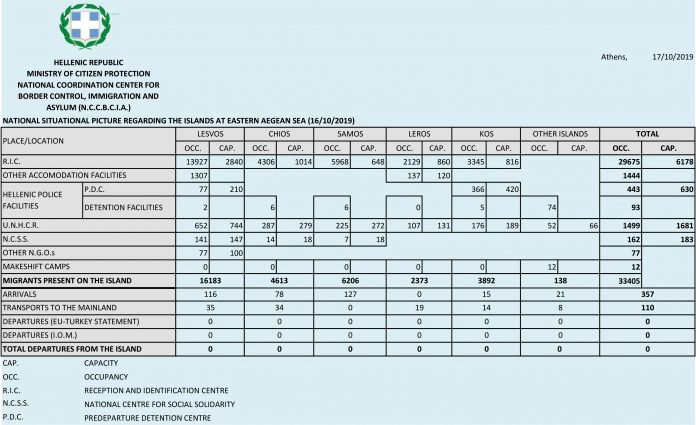 HELLENIC REPUBLIC
MINISTRY OF CITIZEN PROTECTION
NATIONAL COORDINATION CENTER FOR
BORDER CONTROL, IMMIGRATION AND
ASYLUM (N.C.C.B.C.I.A.)
Athens, 17/10/2019
NATIONAL SITUATIONAL PICTURE REGARDING THE ISLANDS AT EASTERN AEGEAN SEA (16/10/2019)
PLACE/LOCATION LESVOS CHIOS SAMOS LEROS KOS OTHER ISLANDS TOTAL
OCC. CAP. OCC. CAP. OCC. CAP. OCC. CAP. OCC. CAP. OCC. CAP. OCC. CAP.
R.I.C. 13927 2840 4306 1014 5968 648 2129 860 3345 816 29675 6178
OTHER ACCOMODATION FACILITIES 1307 137 120 1444
HELLENIC POLICE FACILITIES P.D.C. 77 210 366 420 443 630
DETENTION FACILITIES 2 6 6 0 5 74 93
U.N.H.C.R. 652 744 287 279 225 272 107 131 176 189 52 66 1499 1681
N.C.S.S. 141 147 14 18 7 18 162 183
OTHER N.G.O.s 77 100 77
MAKESHIFT CAMPS 0 0 0 0 0 12 12
MIGRANTS PRESENT ON THE ISLAND 16183 4613 6206 2373 3892 138 33405
ARRIVALS 116 78 127 0 15 21 357
TRANSPORTS TO THE MAINLAND 35 34 0 19 14 8 110
DEPARTURES (EU-TURKEY STATEMENT) 0 0 0 0 0 0 0
DEPARTURES (I.O.M.) 0 0 0 0 0 0 0
TOTAL DEPARTURES FROM THE ISLAND 0 0 0 0 0 0 0
CAP. CAPACITY
OCC. OCCUPANCY
R.I.C. RECEPTION AND IDENTIFICATION CENTRE
N.C.S.S. NATIONAL CENTRE FOR SOCIAL SOLIDARITY
P.D.C. PREDEPARTURE DETENTION CENTRE